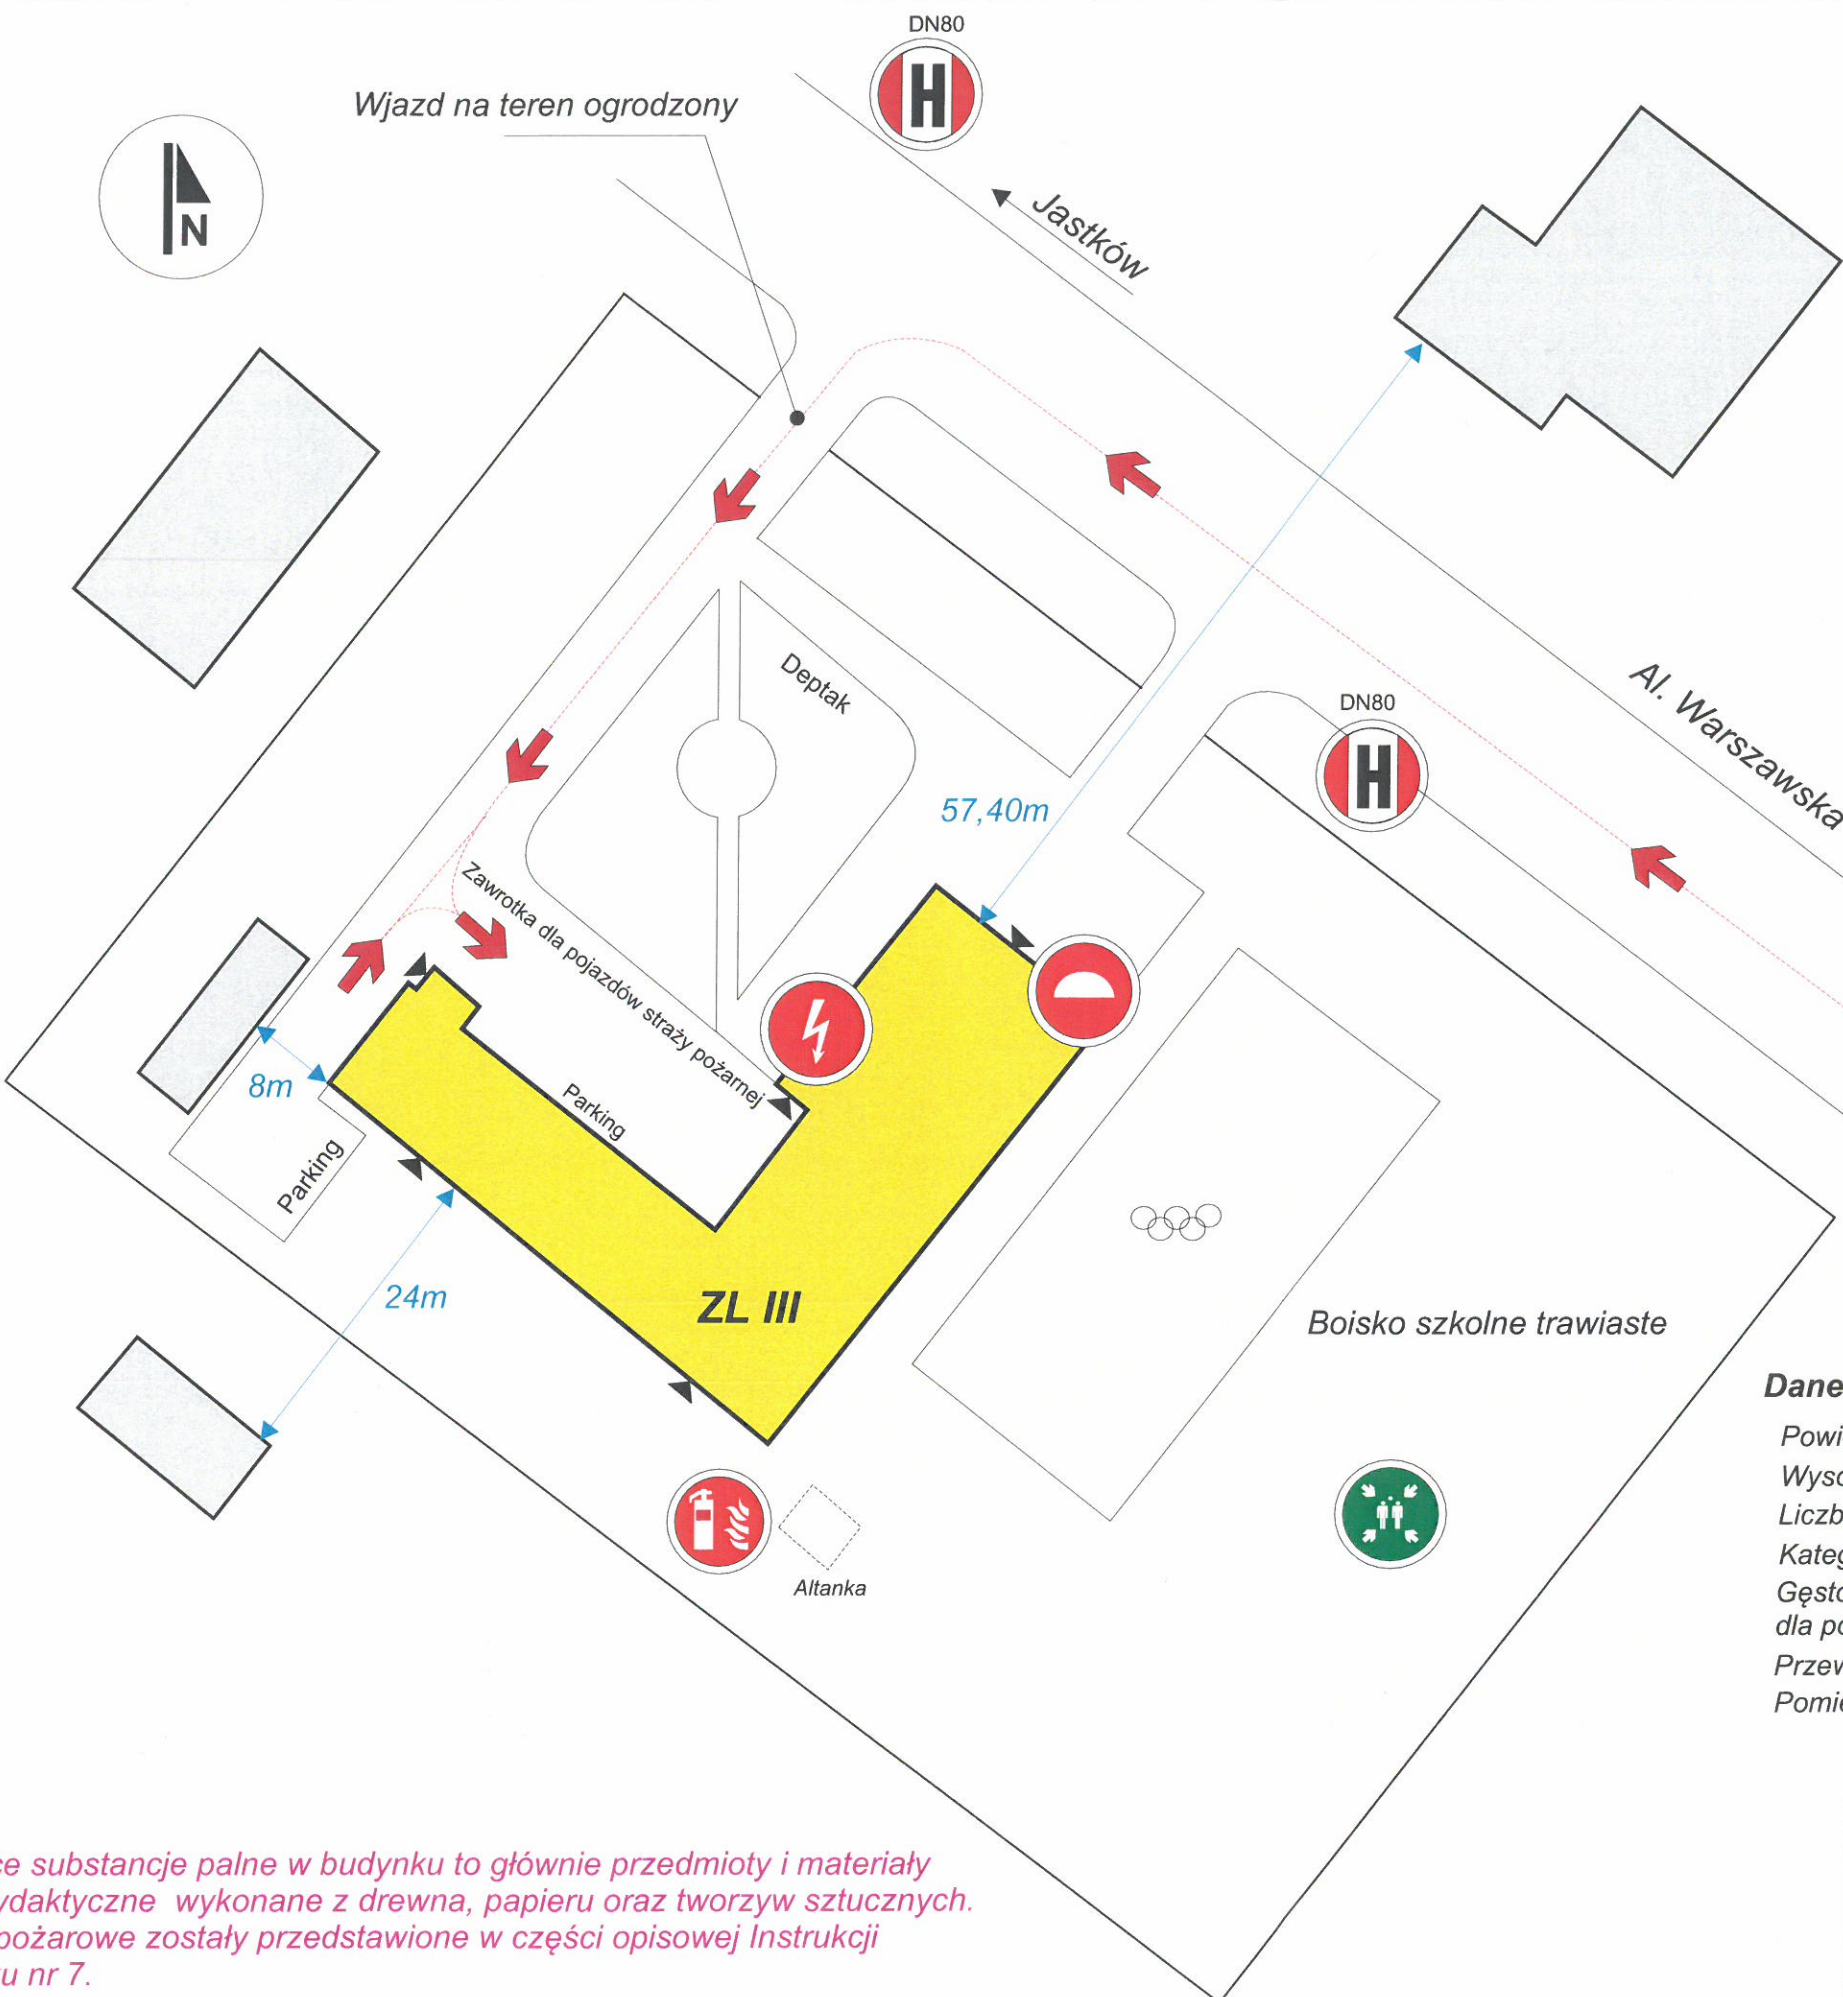 DN80
H
Wjazd na teren ogrodzony
N
Jastków
Al. Warszawska
Deptak
DN80
H
57,40m
Zawrotka dla pojazdów straży pożarnej
8m
Parking
Parking
24m
ZL III
Boisko szkolne trawiaste
Altanka
Dane
dla
substancje palne w budynku to głównie przedmioty i materiały
wykonane z drewna, papieru oraz tworzyw sztucznych.
pożarowe zostały przedstawione w części opisowej Instrukcji
nr 7.